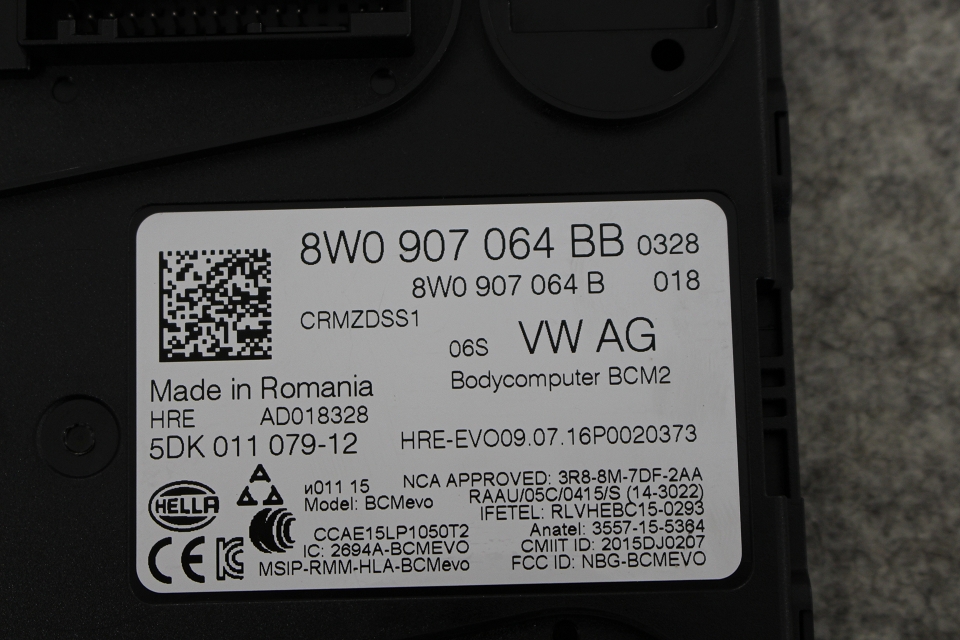 8W0 907 064 BB 0328
8W0 907 064 B 018
CRMZDSS1
06S VW AG
Bodycomputer BCM2
Made in Romania
HRE AD018328
5DK 011 079-12
HRE-EVO09.07.16P0020373
HELLA
и011 15
Model: BCMevo
CCAE15LP1050T2
IC: 2694A-BCMEVO
MSIP-RMM-HLA-BCMevo
NCA APPROVED: 3R8-8M-7DF-2AA
RAAU/05C/0415/S (14-3022)
IFETEL: RLVHEBC15-0293
Anatel: 3557-15-5364
CMIIT ID: 2015DJ0207
FCC ID: NBG-BCMEVO
CE